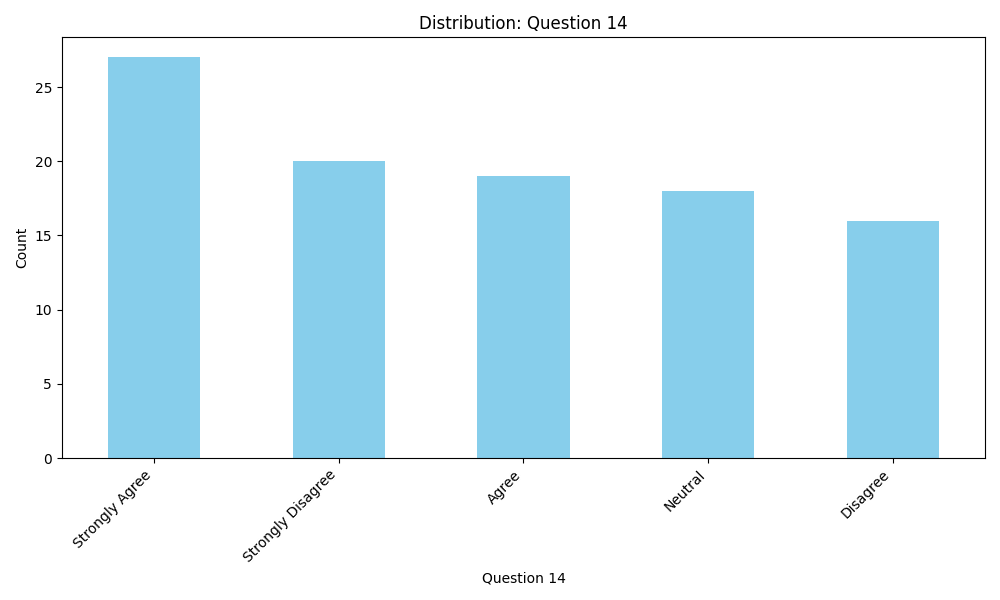 Distribution: Question 14
Count
25
20
15
10
5
0
Strongly Agree
Strongly Disagree
Agree
Neutral
Disagree
Question 14